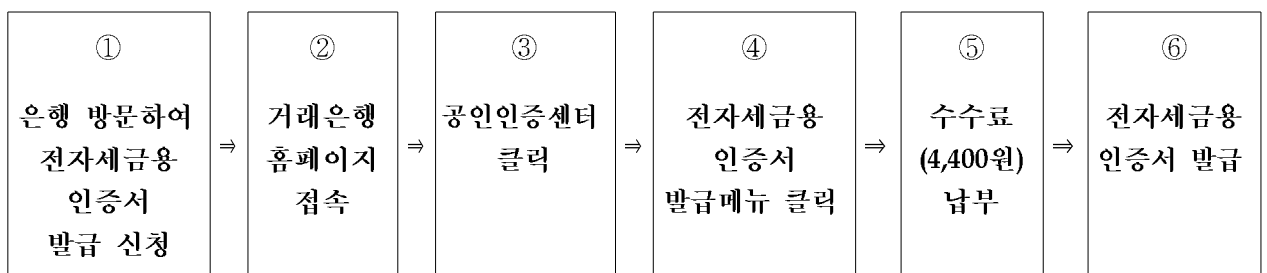 ①
은행 방문하여
전자세금용
인증서
발급 신청
⇨
②
거래은행
홈페이지
접속
⇨
③
공인인증센터
클릭
⇨
④
전자세금용
인증서
발급메뉴 클릭
⇨
⑤
수수료
(4,400원)
납부
⇨
⑥
전자세금용
인증서 발급